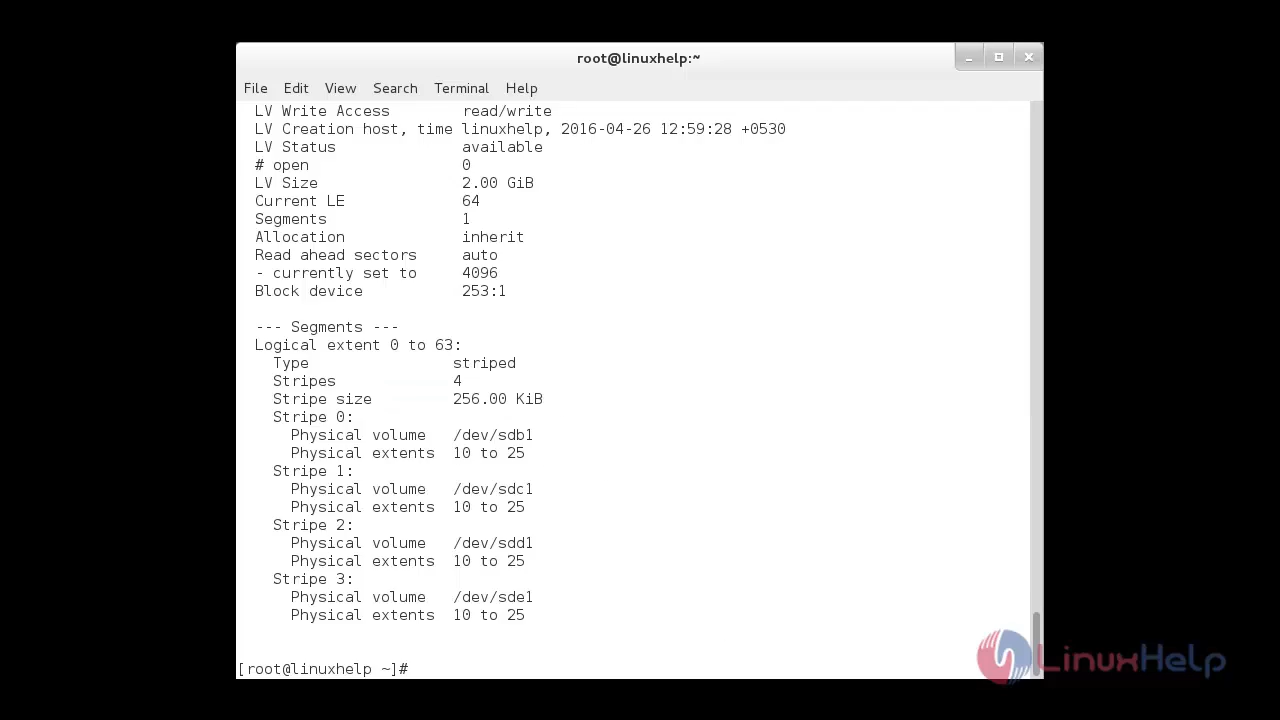 root@linuxhelp:~
File Edit View Search Terminal Help
LV Write Access        read/write
LV Creation host, time linuxhelp, 2016-04-26 12:59:28 +0530
LV Status              available
# open                 0
LV Size                2.00 GiB
Current LE             64
Segments               1
Allocation             inherit
Read ahead sectors     auto
- currently set to     4096
Block device           253:1
--- Segments ---
Logical extent 0 to 63:
Type                striped
Stripes             4
Stripe size         256.00 KiB
Stripe 0:
Physical volume   /dev/sdb1
Physical extents  10 to 25
Stripe 1:
Physical volume   /dev/sdc1
Physical extents  10 to 25
Stripe 2:
Physical volume   /dev/sdd1
Physical extents  10 to 25
Stripe 3:
Physical volume   /dev/sde1
Physical extents  10 to 25
[root@linuxhelp ~]#
LinuxHelp